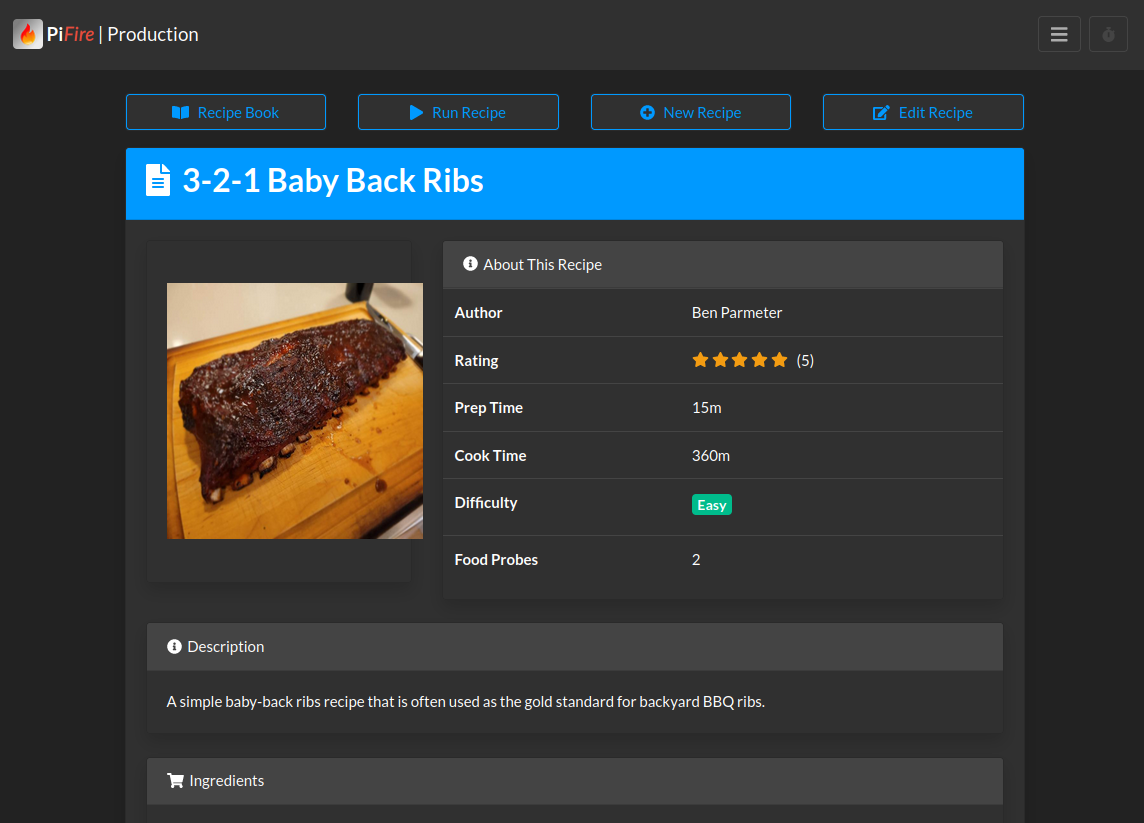 PiFire | Production
Recipe Book
Run Recipe
New Recipe
Edit Recipe
3-2-1 Baby Back Ribs
About This Recipe
Author Ben Parmeter
Rating (5)
Prep Time 15m
Cook Time 360m
Difficulty Easy
Food Probes 2
Description
A simple baby-back ribs recipe that is often used as the gold standard for backyard BBQ ribs.
Ingredients